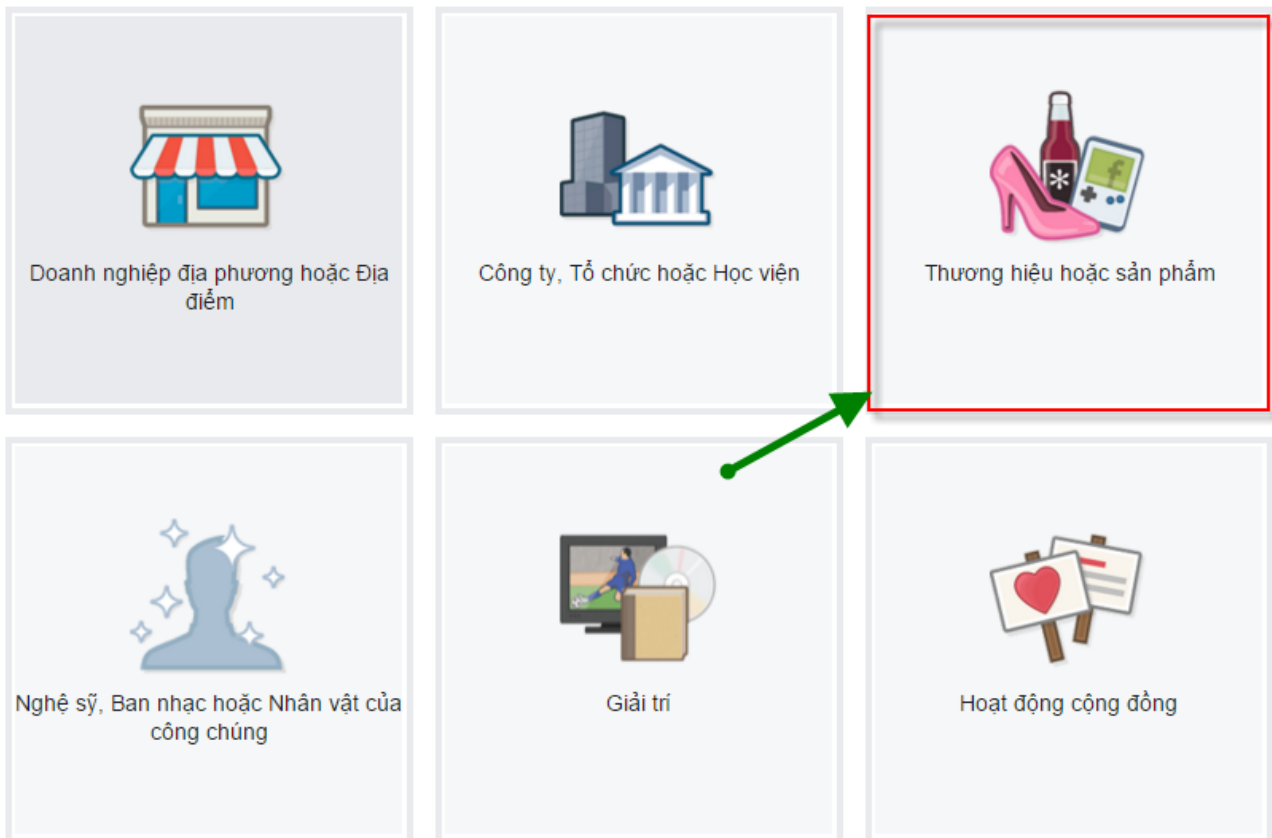 Doanh nghiệp địa phương hoặc Địa
điểm
Công ty, Tổ chức hoặc Học viện
Thương hiệu hoặc sản phẩm
Nghệ sỹ, Ban nhạc hoặc Nhân vật của
công chúng
Giải trí
Hoạt động cộng đồng